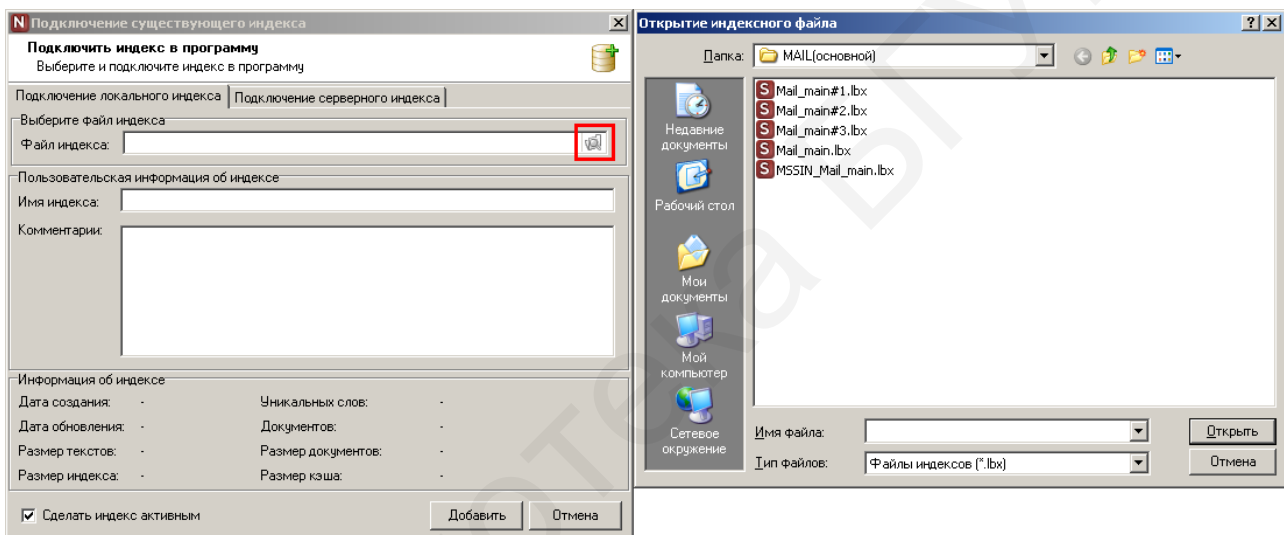 Подключение существующего индекса
Подключить индекс в программу
Выберите и подключите индекс в программу
Подключение локального индекса Подключение серверного индекса
Выберите файл индекса
Файл индекса:
Пользовательская информация об индексе
Имя индекса:
Комментарии:
Информация об индексе
Дата создания: - Уникальных слов: -
Дата обновления: - Документов: -
Размер текстов: - Размер документов: -
Размер индекса: - Размер кэша: -
Сделать индекс активным Добавить Отмена
Открытие индексного файла
Папка: MAIL(основной)
Недавние документы
Рабочий стол
Мои документы
Мой компьютер
Сетевое окружение
Mail_main#1.lbx
Mail_main#2.lbx
Mail_main#3.lbx
Mail_main.lbx
MSSIN_Mail_main.lbx
Имя файла: Открыть
Тип файлов: Файлы индексов (*.lbx) Отмена